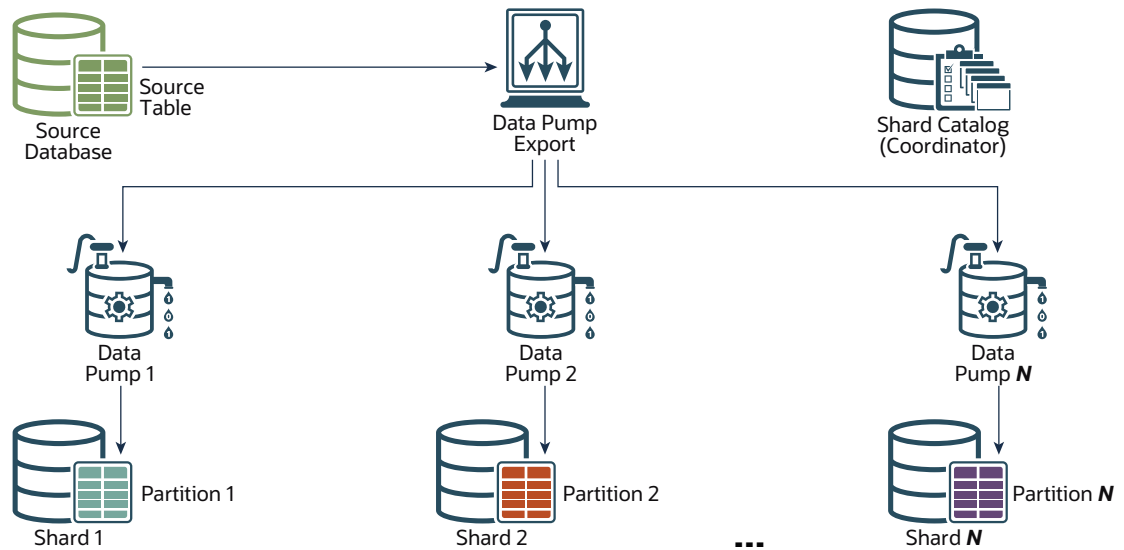 Source
Table
Source
Database
Data Pump
Export
Shard Catalog
(Coordinator)
Data
Pump 1
Data
Pump 2
Data
Pump N
Partition 1
Partition 2
Partition N
Shard 1
Shard 2
...
Shard N